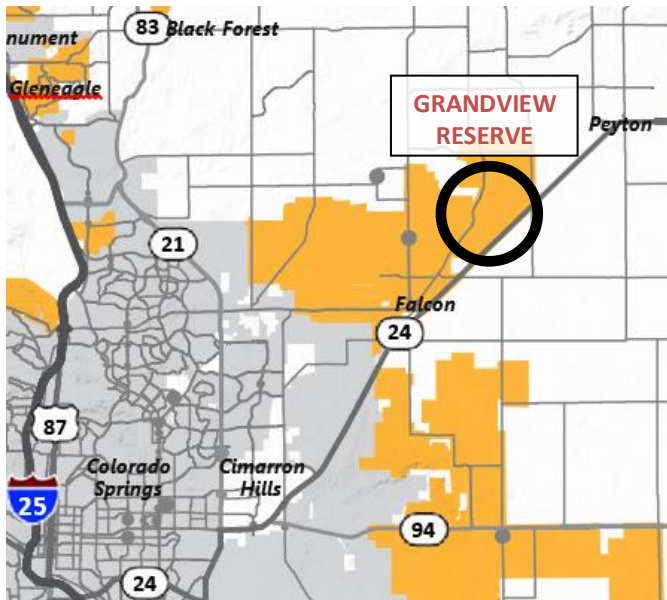 83
Black Forest
nument
Gleneagle
GRANDVIEW
RESERVE
Peyton
21
Falcon
24
87
Colorado
Springs
Cimarron
Hills
25
94
24